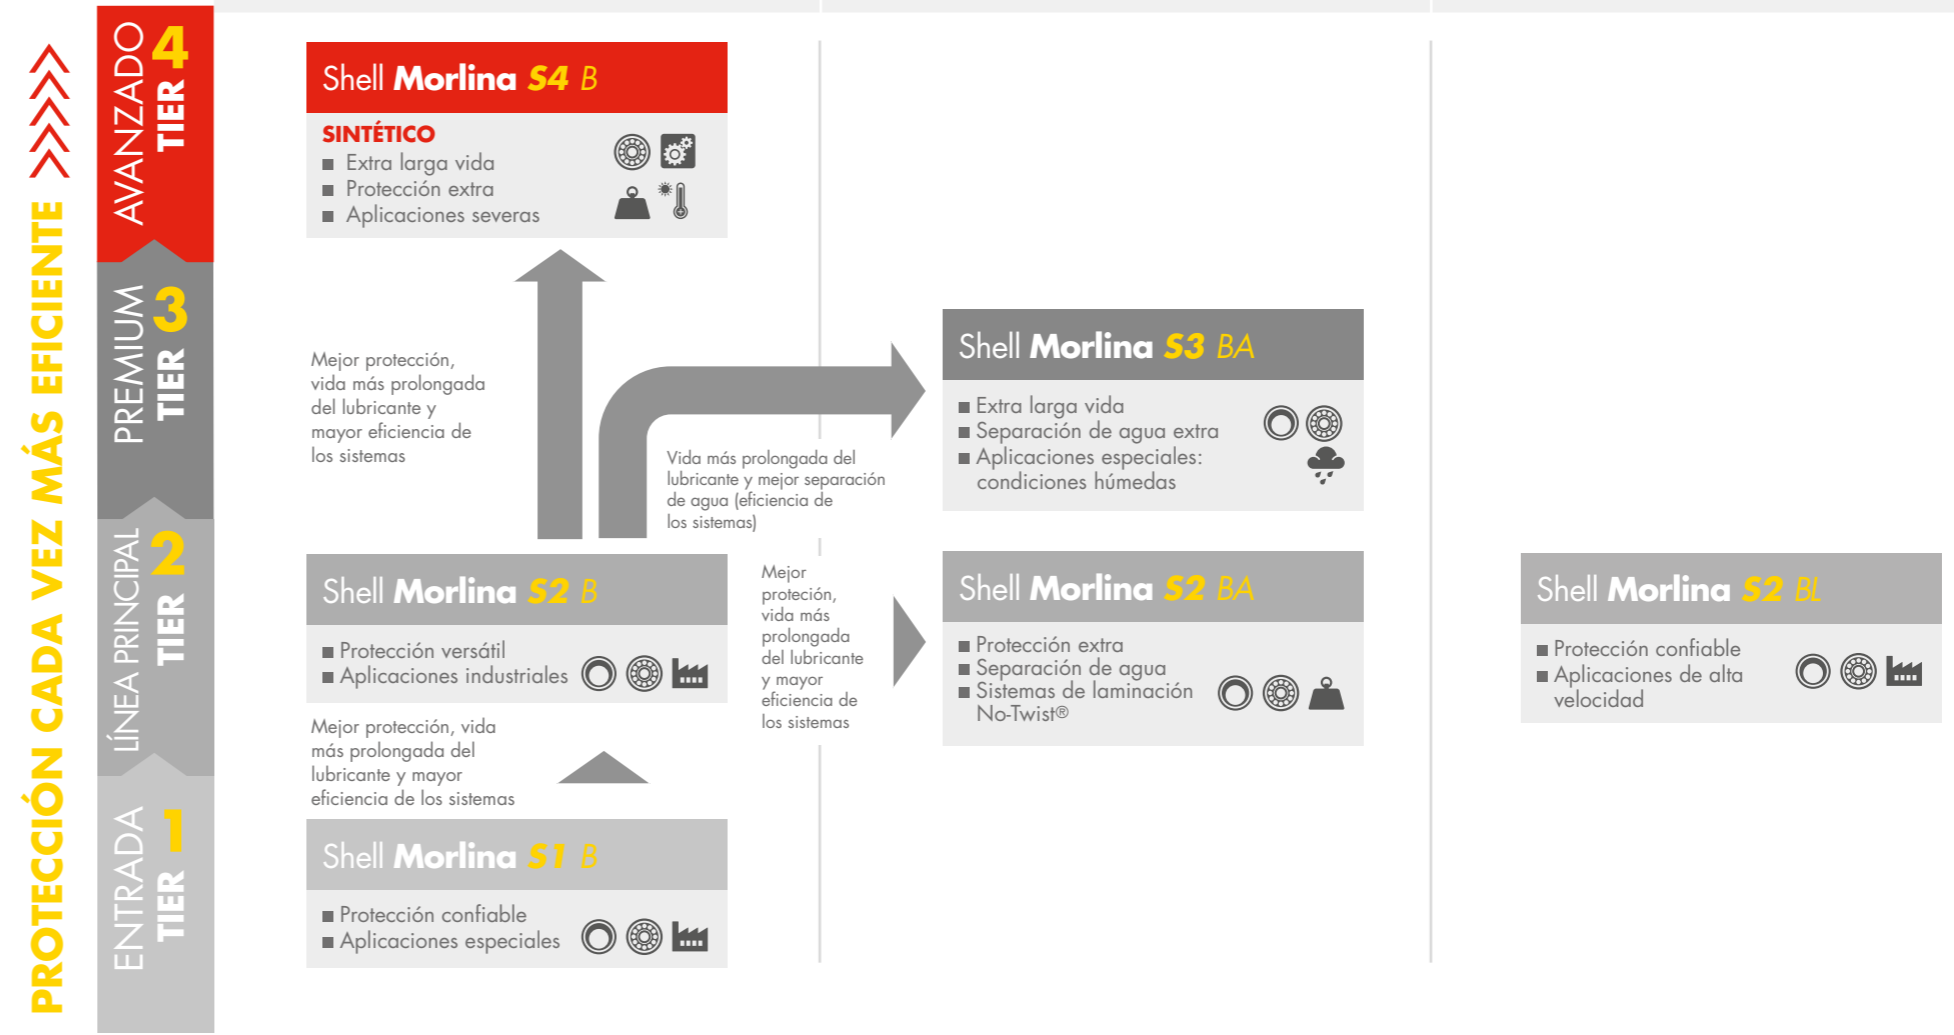 PROTECCIÓN CADA VEZ MÁS EFICIENTE
AVANZADO
TIER 4
PREMIUM
TIER 3
LÍNEA PRINCIPAL
TIER 2
ENTRADA
TIER 1
Shell Morlina S4 B
SINTÉTICO
■ Extra larga vida
■ Protección extra
■ Aplicaciones severas
Mejor protección,
vida más prolongada
del lubricante y
mayor eficiencia de
los sistemas
Vida más prolongada del
lubricante y mejor separación
de agua (eficiencia de
los sistemas)
Shell Morlina S3 BA
■ Extra larga vida
■ Separación de agua extra
■ Aplicaciones especiales:
condiciones húmedas
Shell Morlina S2 B
■ Protección versátil
■ Aplicaciones industriales
Mejor
proteción,
vida más
prolongada
del lubricante
y mayor
eficiencia de
los sistemas
Shell Morlina S2 BA
■ Protección extra
■ Separación de agua
■ Sistemas de laminación
No-Twist®
Shell Morlina S2 BL
■ Protección confiable
■ Aplicaciones de alta
velocidad
Mejor protección, vida
más prolongada del
lubricante y mayor
eficiencia de los sistemas
Shell Morlina S1 B
■ Protección confiable
■ Aplicaciones especiales